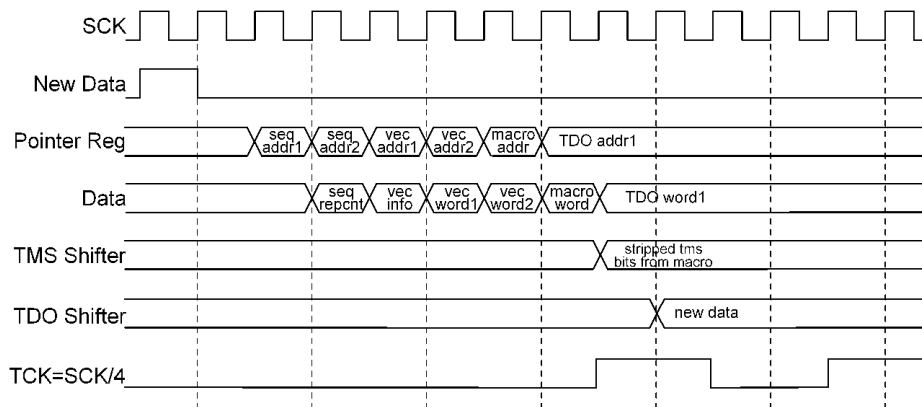 SCK
New Data
Pointer Reg
seq
addr1
seq
addr2
vec
addr1
vec
addr2
macro
addr
TDO addr1
Data
seq
repcnt
vec
info
vec
word1
vec
word2
macro
word
TDO word1
TMS Shifter
stripped tms
bits from macro
TDO Shifter
new data
TCK=SCK/4